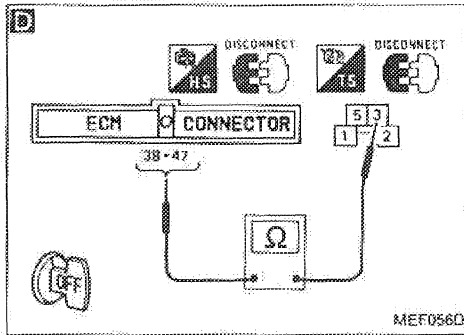 D
DISCONNECT DISCONNECT
H.S. T.S.
ECM O CONNECTOR
5 3
1 2
38•47
Ω
OFF
MEF056D